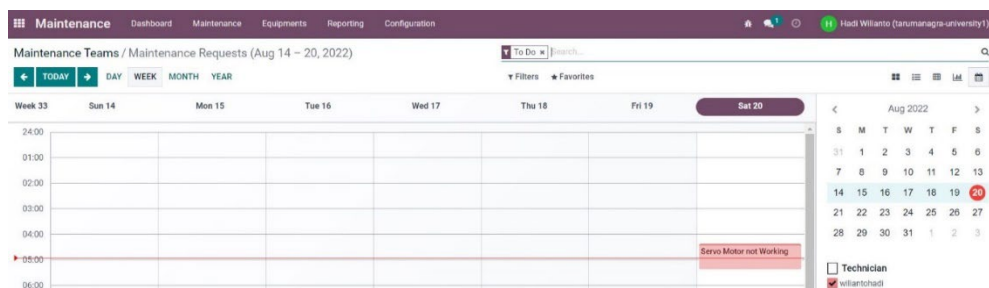 Maintenance Dashboard Maintenance Equipments Reporting Configuration 1 H Hadi Wilianto (tarumanagra-university1)
Maintenance Teams / Maintenance Requests (Aug 14 – 20, 2022) To Do × Search...
TODAY DAY WEEK MONTH YEAR Filters Favorites
Week 33 Sun 14 Mon 15 Tue 16 Wed 17 Thu 18 Fri 19 Sat 20
24:00
01:00
02:00
03:00
04:00
05:00
06:00
Servo Motor not Working
Aug 2022
S M T W T F S
31 1 2 3 4 5 6
7 8 9 10 11 12 13
14 15 16 17 18 19 20
21 22 23 24 25 26 27
28 29 30 31 1 2 3
Technician
wiliantohadi